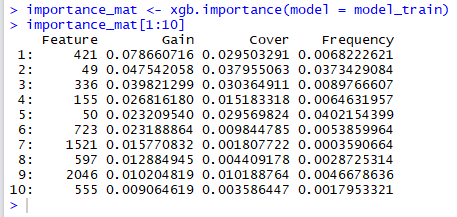 > importance_mat <- xgb.importance(model = model_train)
> importance_mat[1:10]
    Feature        Gain       Cover    Frequency
 1:     421 0.078660716 0.029503291 0.0068222621
 2:      49 0.047542058 0.037955063 0.0373429084
 3:     336 0.039821299 0.030364911 0.0089766607
 4:     155 0.026816180 0.015183318 0.0064631957
 5:      50 0.023209540 0.029569824 0.0402154399
 6:     723 0.023188864 0.009844785 0.0053859964
 7:    1521 0.015770832 0.001807722 0.0003590664
 8:     597 0.012884945 0.004409178 0.0028725314
 9:    2046 0.010204819 0.010188764 0.0046678636
10:     555 0.009064619 0.003586447 0.0017953321
>